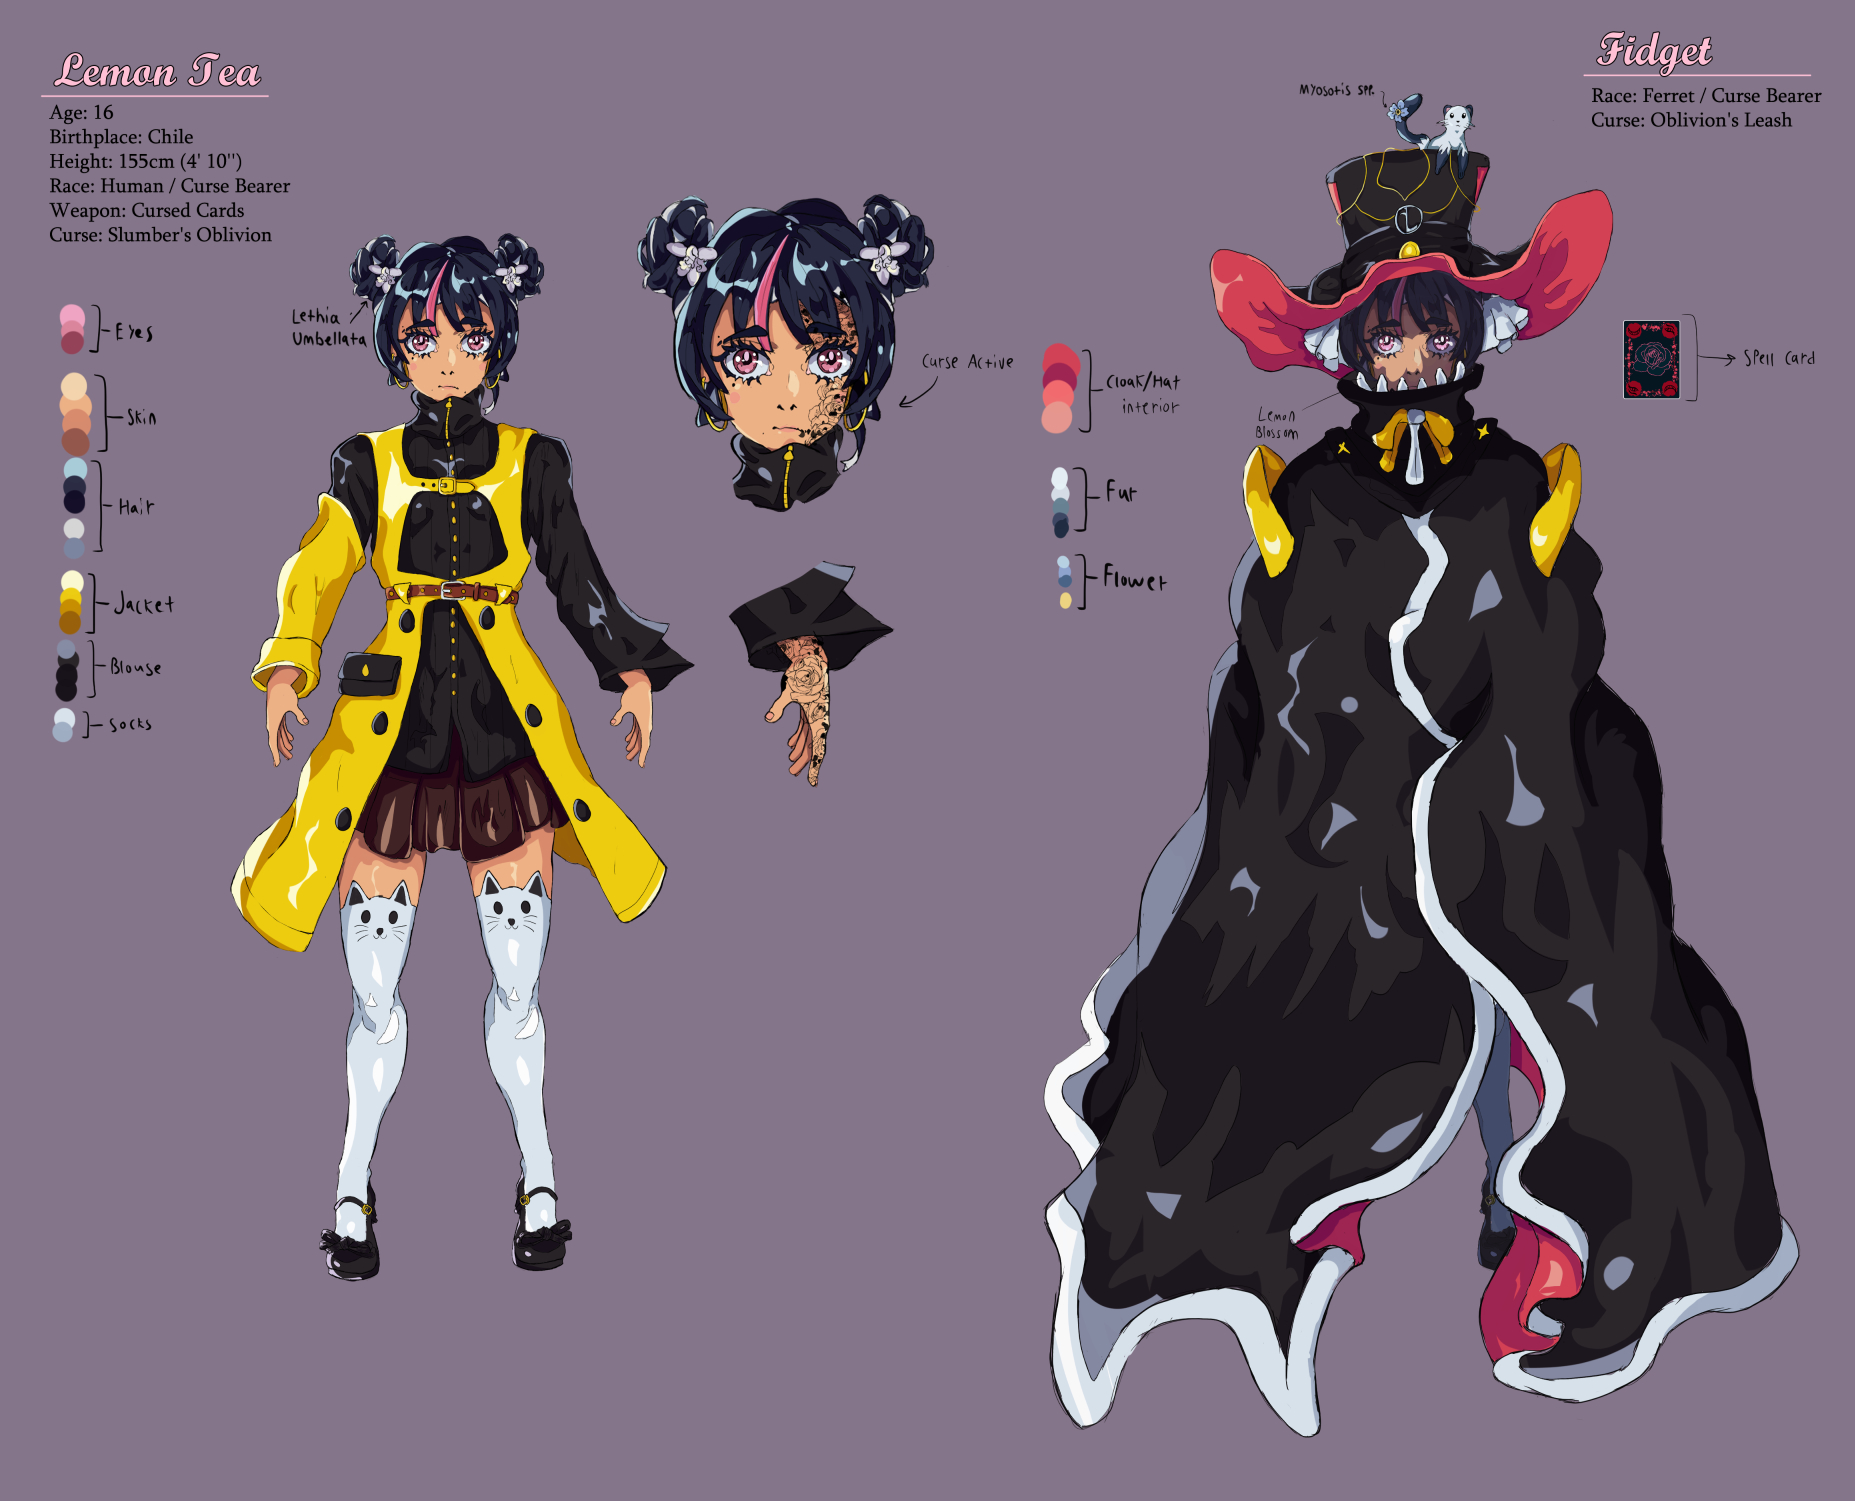 Lemon Tea
Age: 16
Birthplace: Chile
Height: 155cm (4' 10'')
Race: Human / Curse Bearer
Weapon: Cursed Cards
Curse: Slumber's Oblivion
Eyes
Skin
Hair
Jacket
Blouse
Socks
Lethia
Umbellata
Curse Active
Fidget
Race: Ferret / Curse Bearer
Curse: Oblivion's Leash
Myosotis spp.
Cloak/Hat
interior
Fur
Flower
Lemon
Blossom
Spell Card